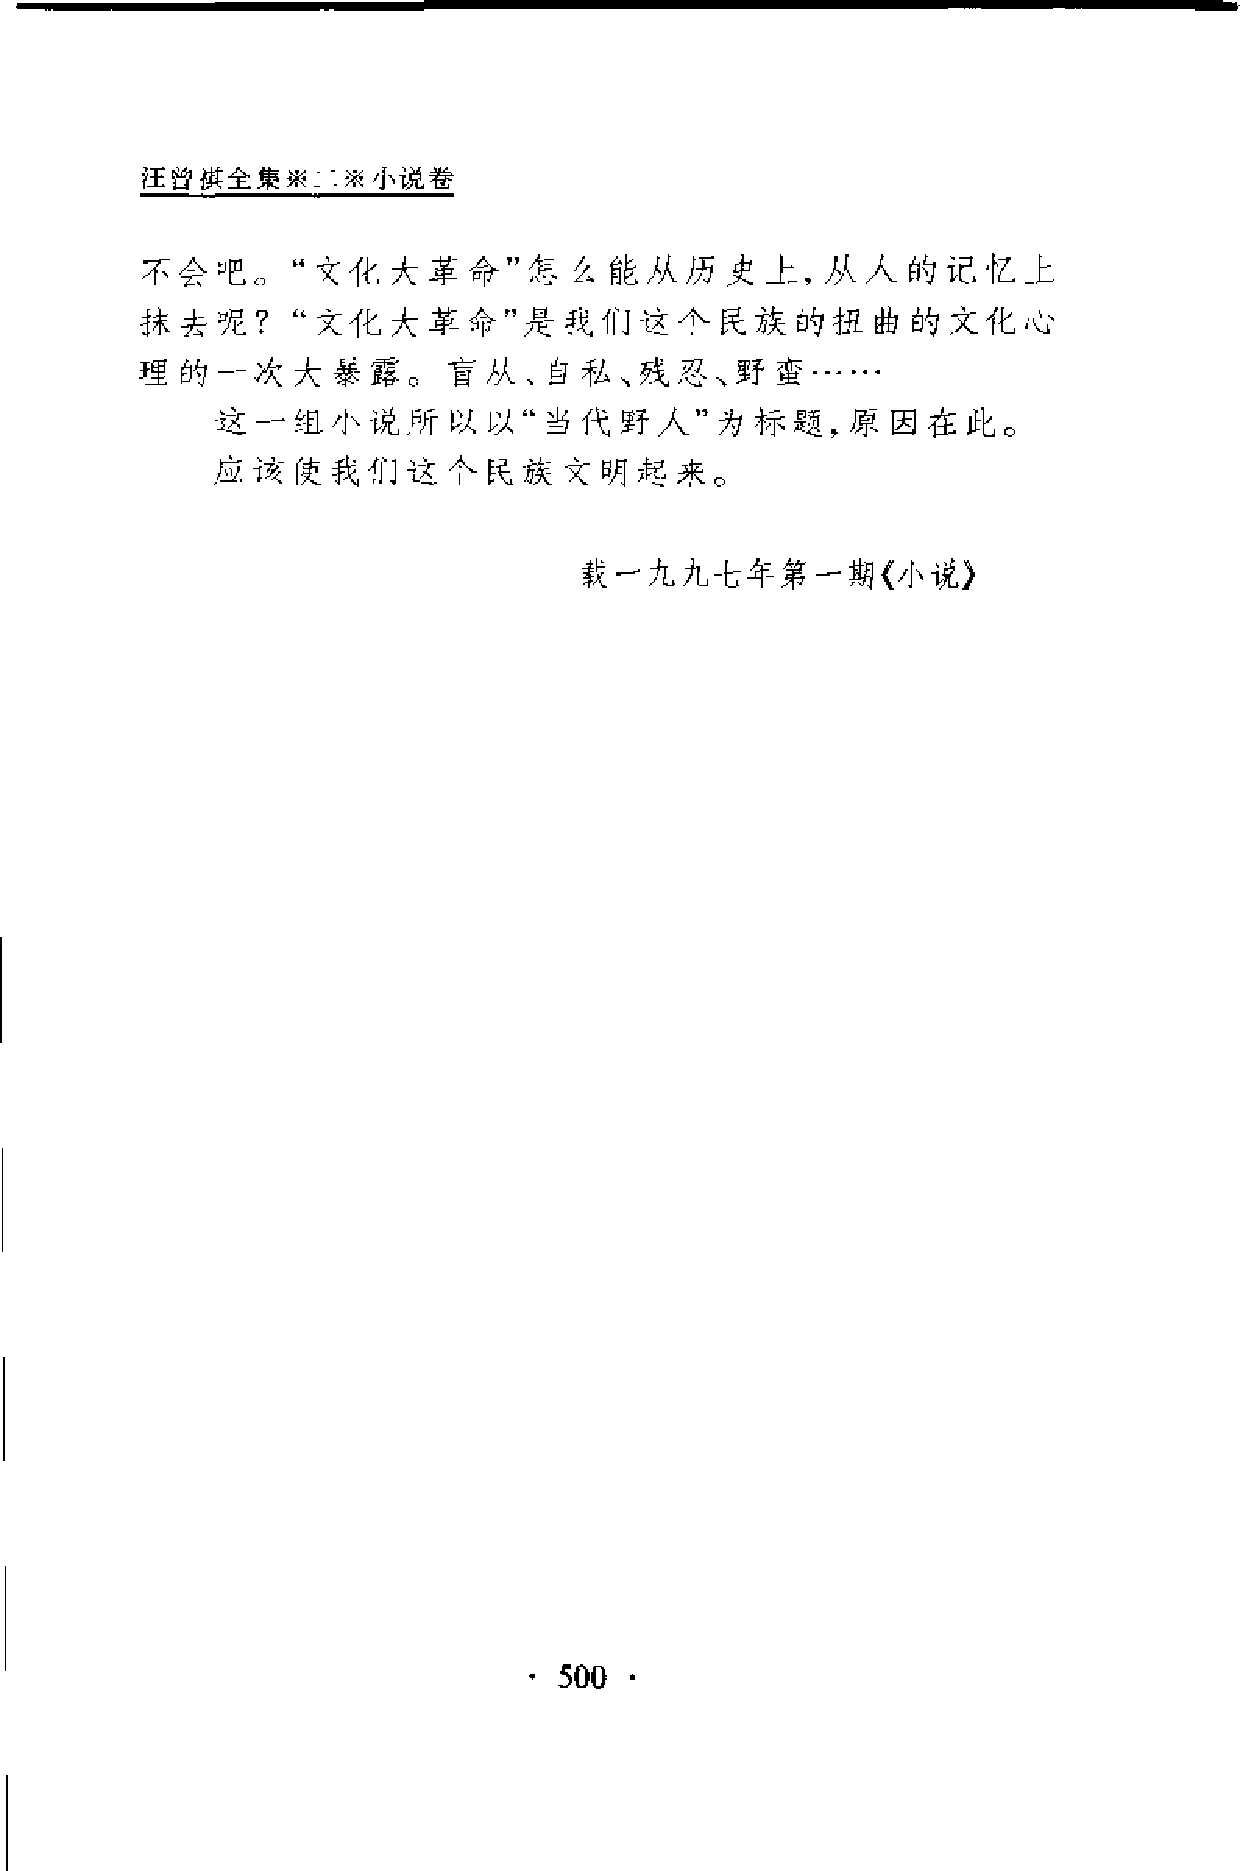 汪曾祺全集※二※小说卷
不会吧。“文化大革命”怎么能从历史上,从人的记忆上
抹去呢?“文化大革命”是我们这个民族的扭曲的文化心
理的一次大暴露。盲从、自私、残忍、野蛮……
这一组小说所以以“当代野人”为标题,原因在此。
应该使我们这个民族文明起来。
载一九九七年第一期《小说》
· 500 ·